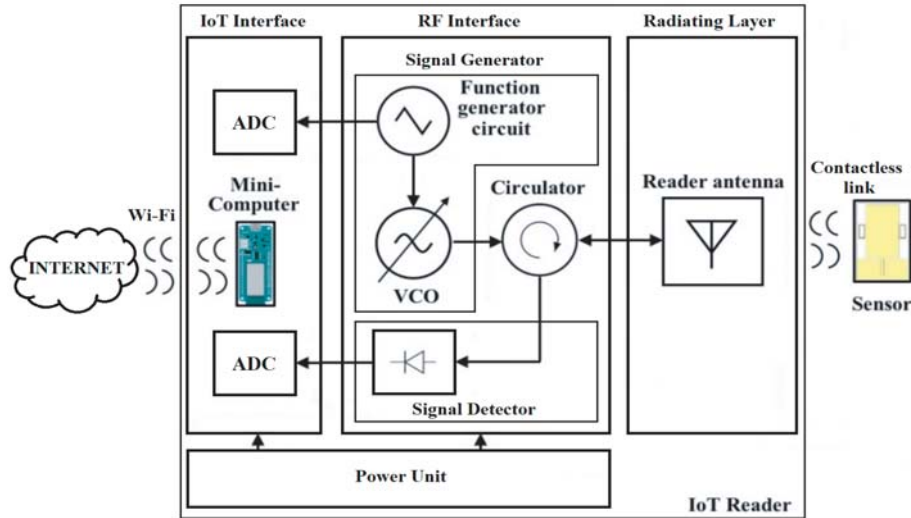 IoT Interface
RF Interface
Radiating Layer
Signal Generator
Function
generator
circuit
ADC
Mini-
Computer
Wi-Fi
INTERNET
VCO
Circulator
Reader antenna
Contactless
link
Sensor
ADC
Signal Detector
Power Unit
IoT Reader